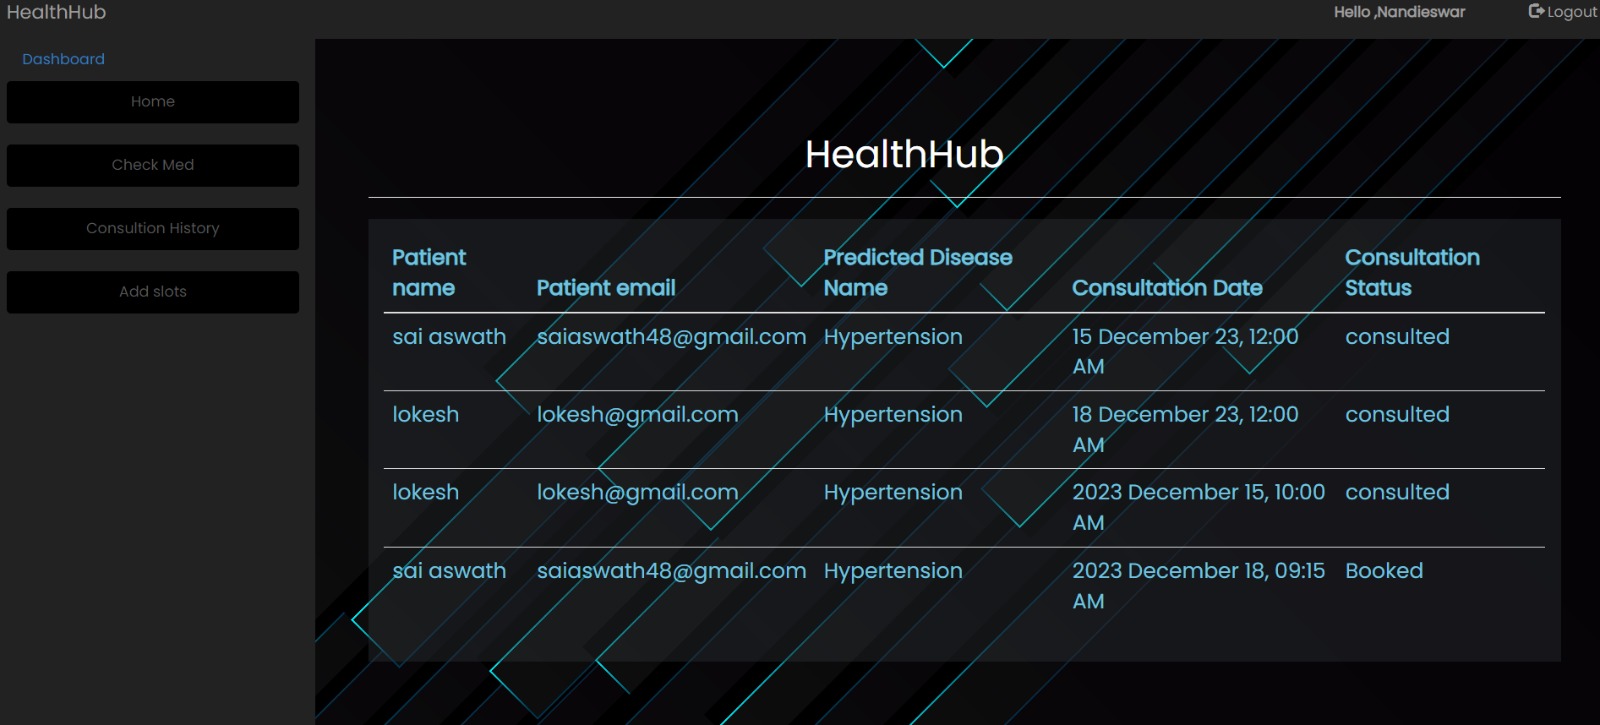 HealthHub
Hello ,Nandieswar
Logout
Dashboard
Home
Check Med
Consultion History
Add slots
HealthHub
Patient name Patient email Predicted Disease Name Consultation Date Consultation Status
sai aswath saiaswath48@gmail.com Hypertension 15 December 23, 12:00 AM consulted
lokesh lokesh@gmail.com Hypertension 18 December 23, 12:00 AM consulted
lokesh lokesh@gmail.com Hypertension 2023 December 15, 10:00 AM consulted
sai aswath saiaswath48@gmail.com Hypertension 2023 December 18, 09:15 AM Booked